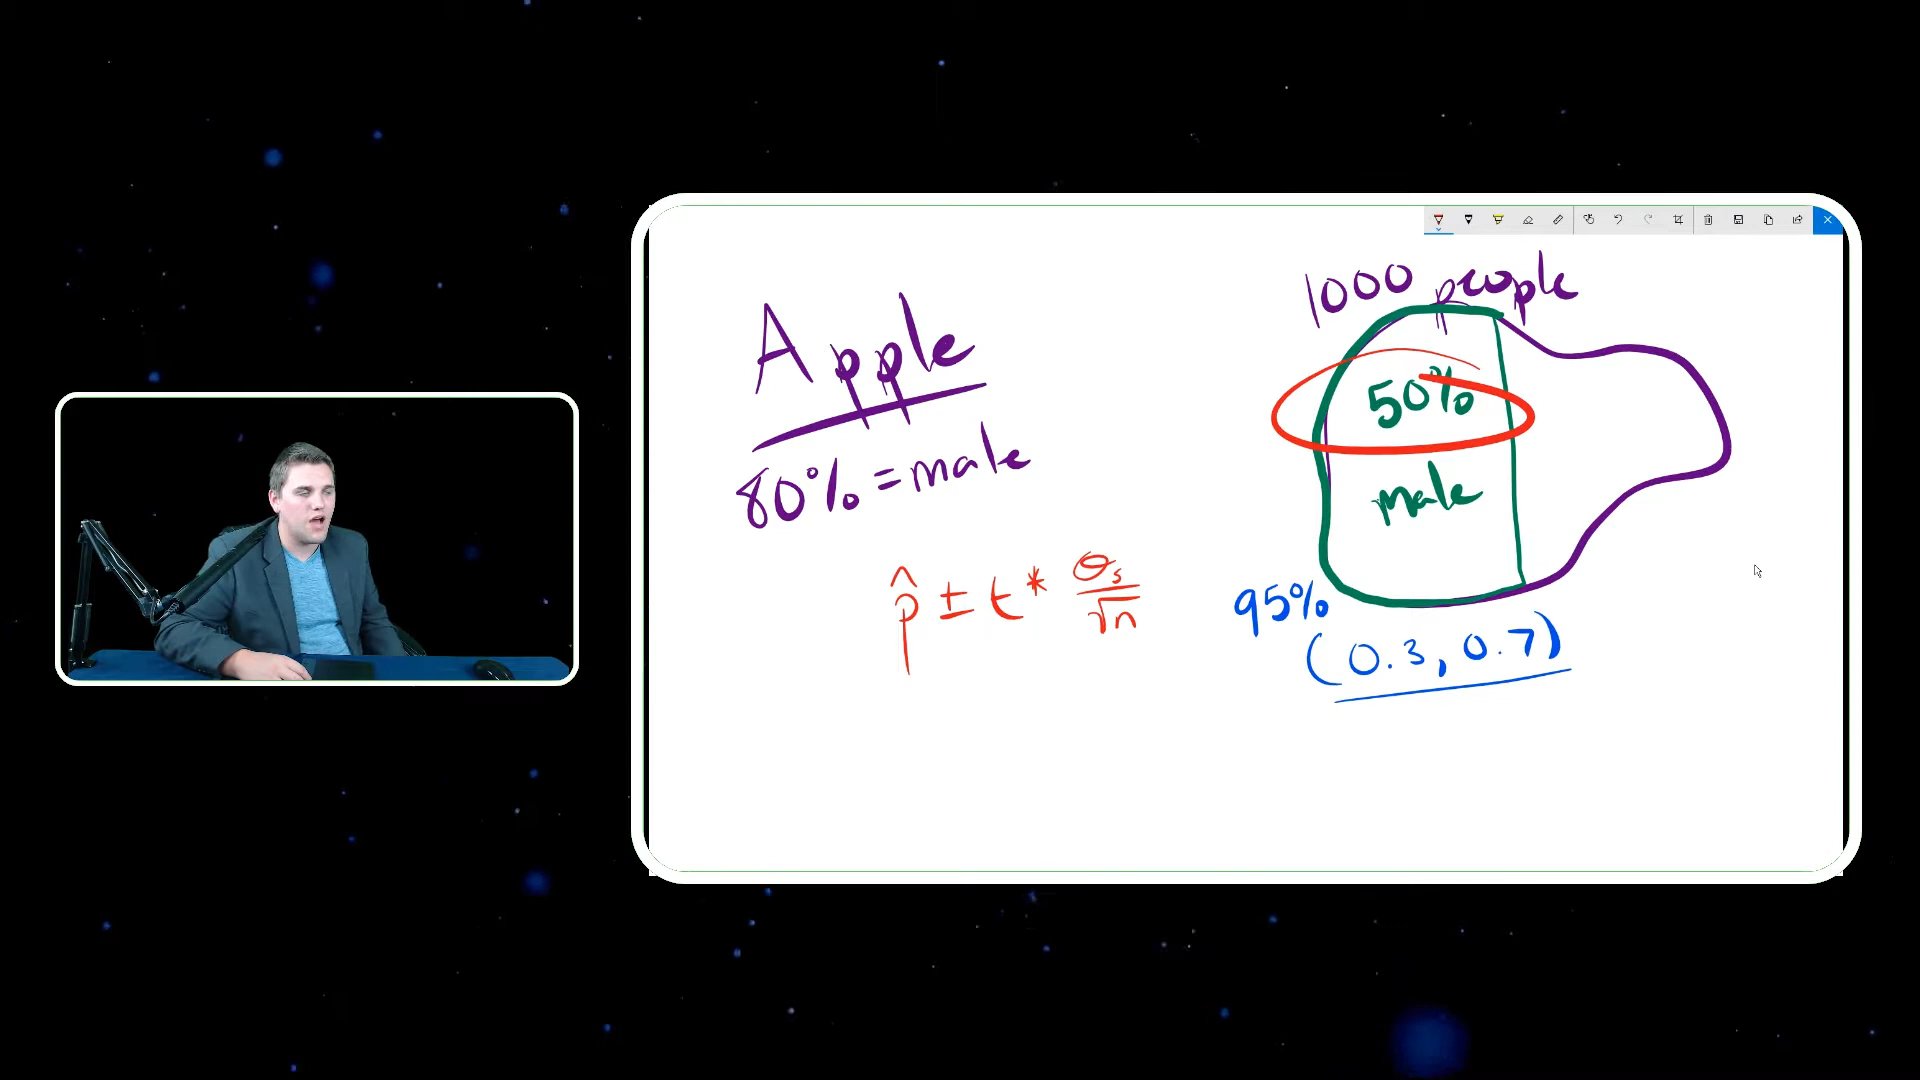 Apple
80% = male
p̂ ± t* σs/√n
1000 people
50%
male
95%
(0.3, 0.7)